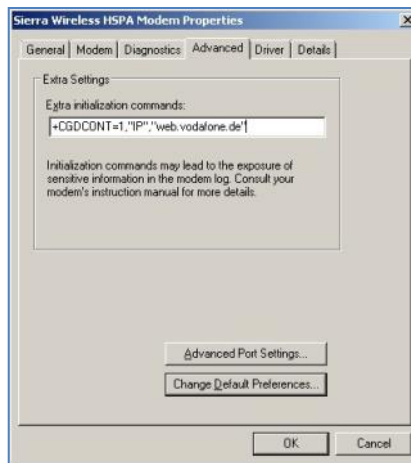 Sierra Wireless HSPA Modem Properties
General Modem Diagnostics Advanced Driver Details
Extra Settings
Extra initialization commands:
+CGDCONT=1,"IP","web.vodafone.de"
Initialization commands may lead to the exposure of
sensitive information in the modem log. Consult your
modem's instruction manual for more details.
Advanced Port Settings...
Change Default Preferences...
OK Cancel